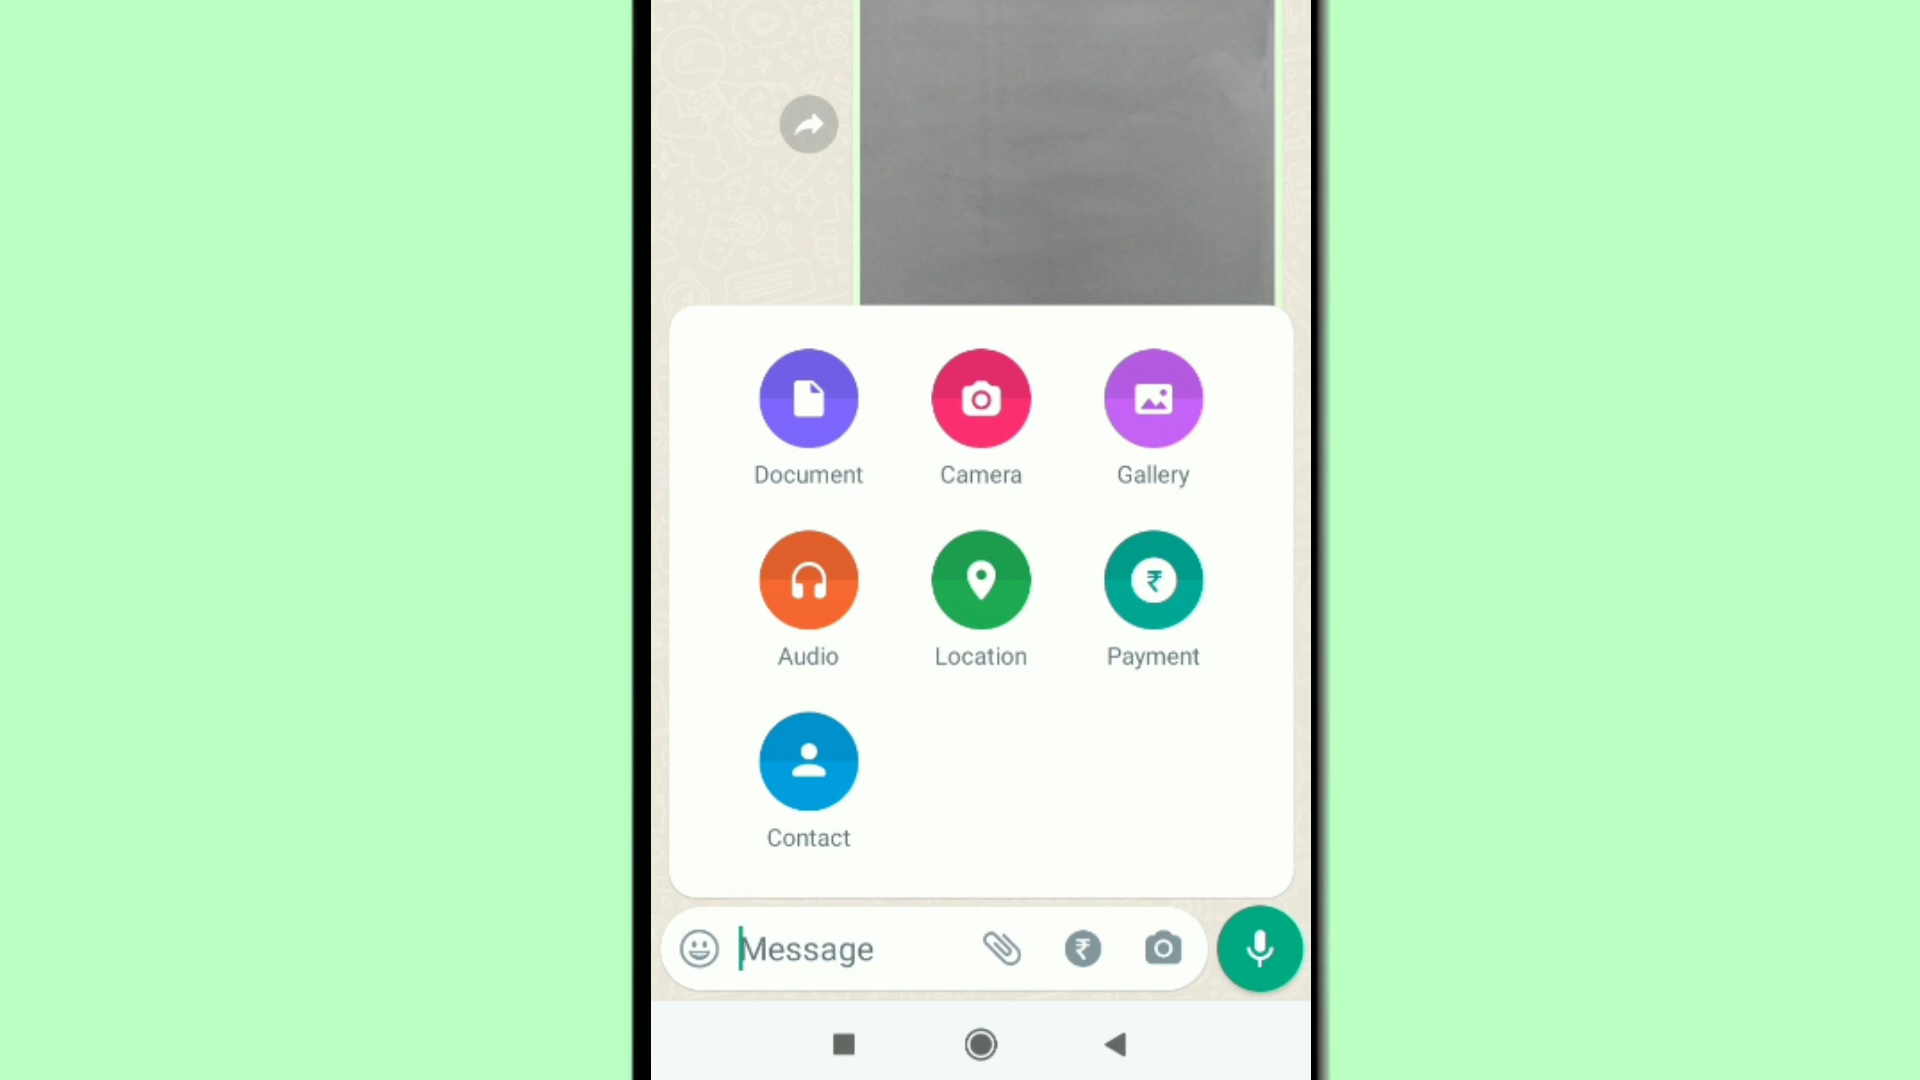 Document
Camera
Gallery
Audio
Location
Payment
Contact
Message